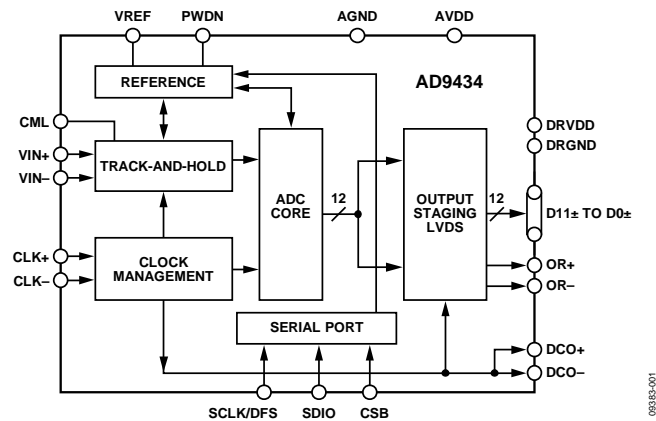 VREF PWDN AGND AVDD
REFERENCE
AD9434
CML
DRVDD
DRGND
VIN+
VIN–
TRACK-AND-HOLD
ADC
CORE
12
OUTPUT
STAGING
LVDS
12
D11± TO D0±
CLK+
CLK–
CLOCK
MANAGEMENT
OR+
OR–
SERIAL PORT
DCO+
DCO–
SCLK/DFS SDIO CSB
09383-001